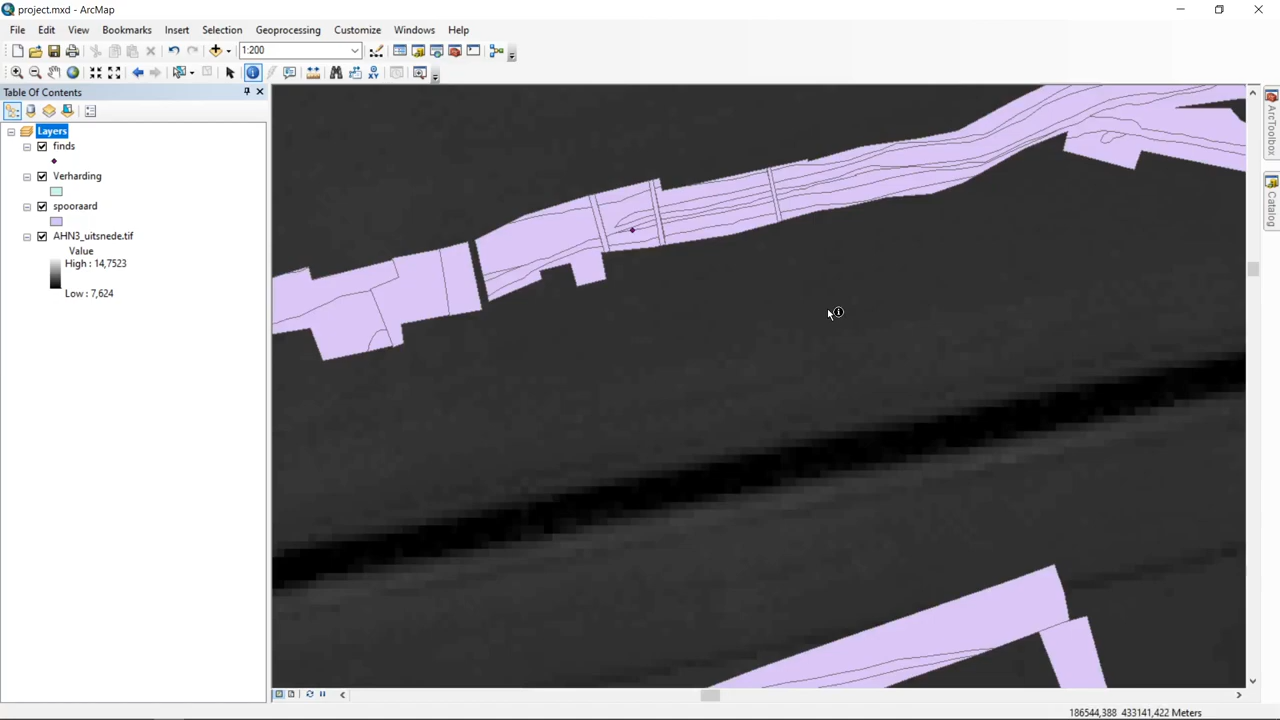 project.mxd - ArcMap
File Edit View Bookmarks Insert Selection Geoprocessing Customize Windows Help
1:200
Table Of Contents
Layers
finds
Verharding
spooraard
AHN3_uitsnede.tif
Value
High : 14,7523
Low : 7,624
ArcToolbox
Catalog
186544,388 433141,422 Meters